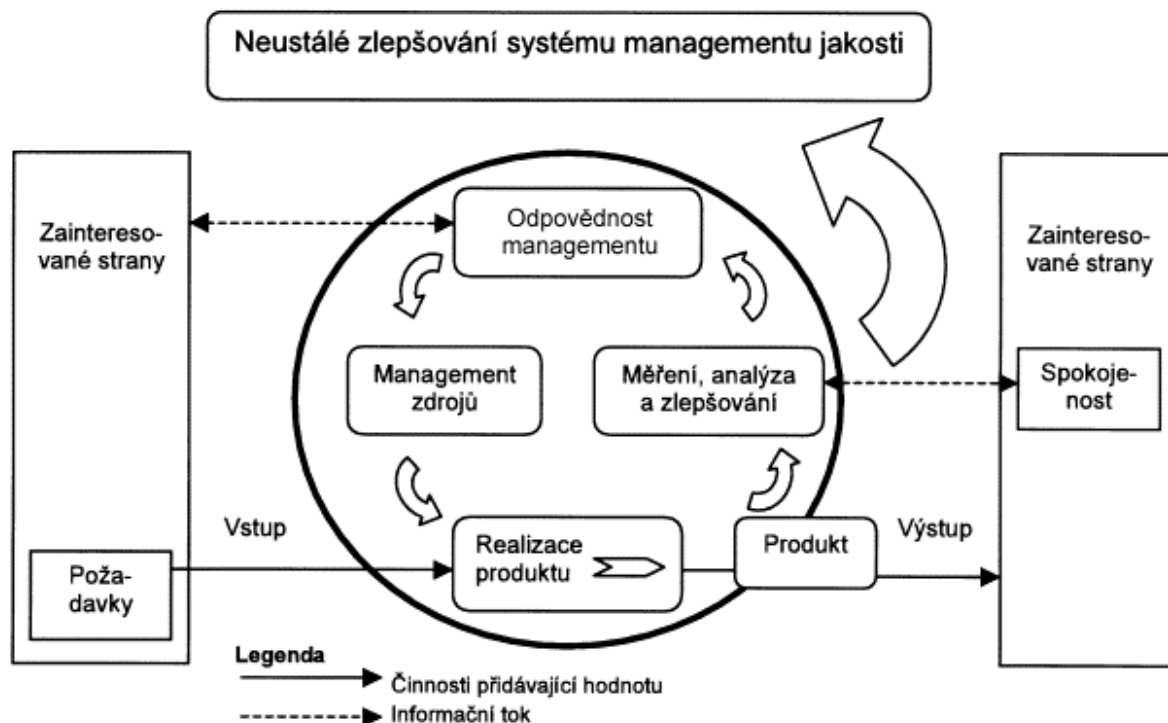 Neustálé zlepšování systému managementu jakosti
Zaintereso-
vané strany
Odpovědnost
managementu
Zaintereso-
vané strany
Management
zdrojů
Měření, analýza
a zlepšování
Spokoje-
nost
Vstup
Realizace
produktu
Produkt
Výstup
Poža-
davky
Legenda
Činnosti přidávající hodnotu
Informační tok